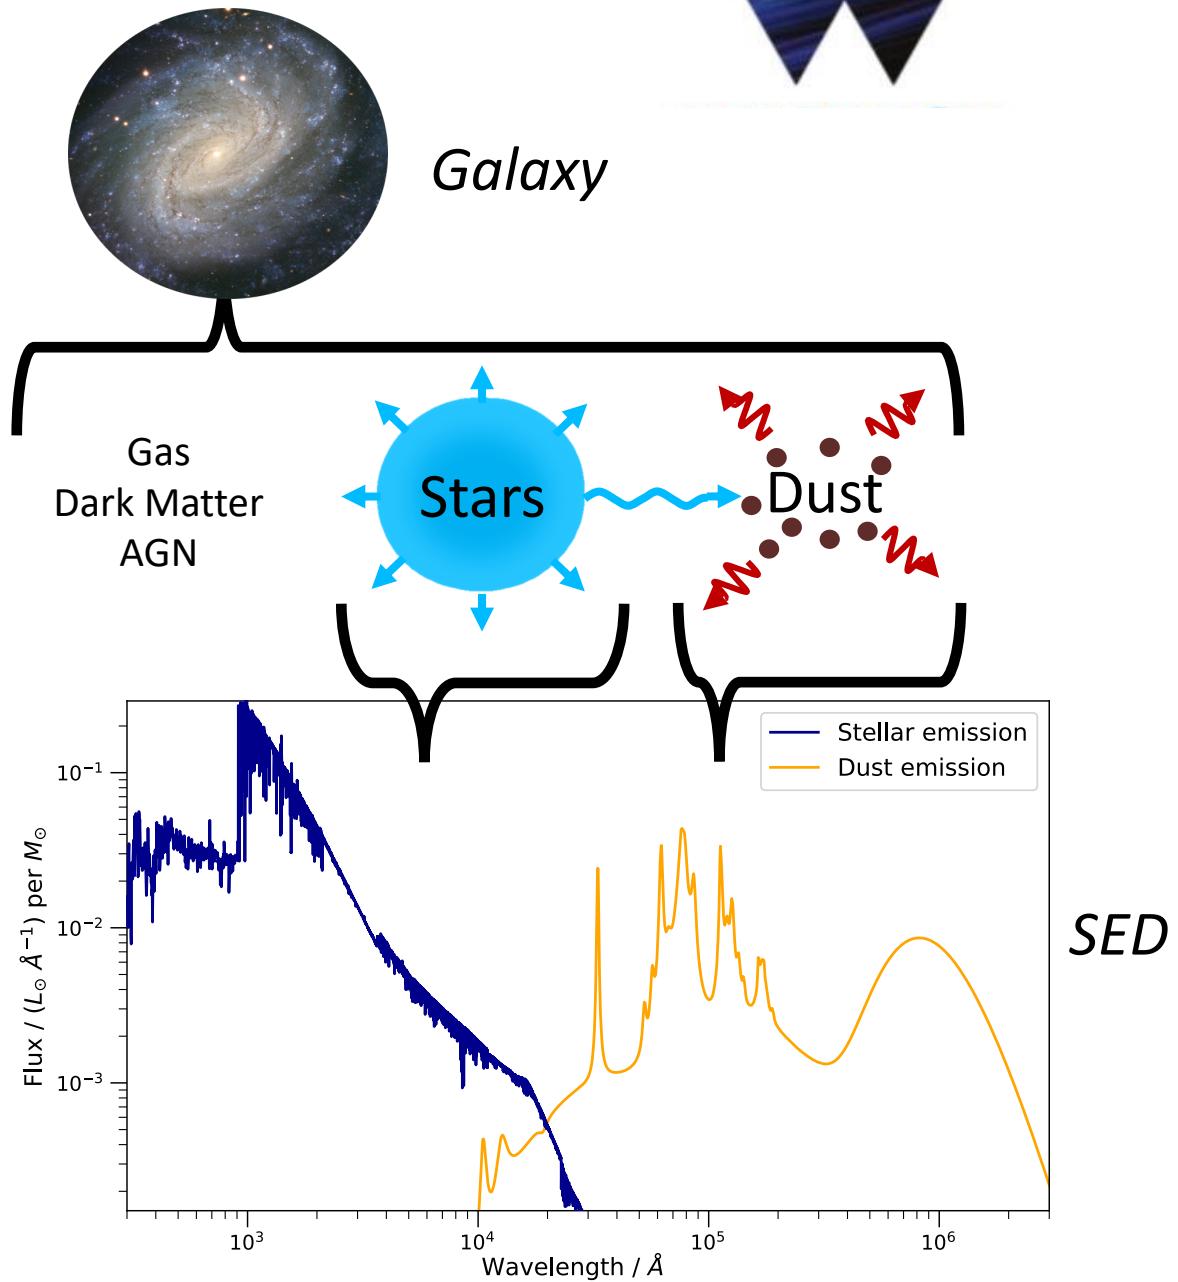 Galaxy
Gas
Dark Matter
AGN
Stars
Dust
Stellar emission
Dust emission
10⁻¹
10⁻²
10⁻³
Flux / (L⊙ Å⁻¹) per M⊙
SED
10³
10⁴
10⁵
10⁶
Wavelength / Å